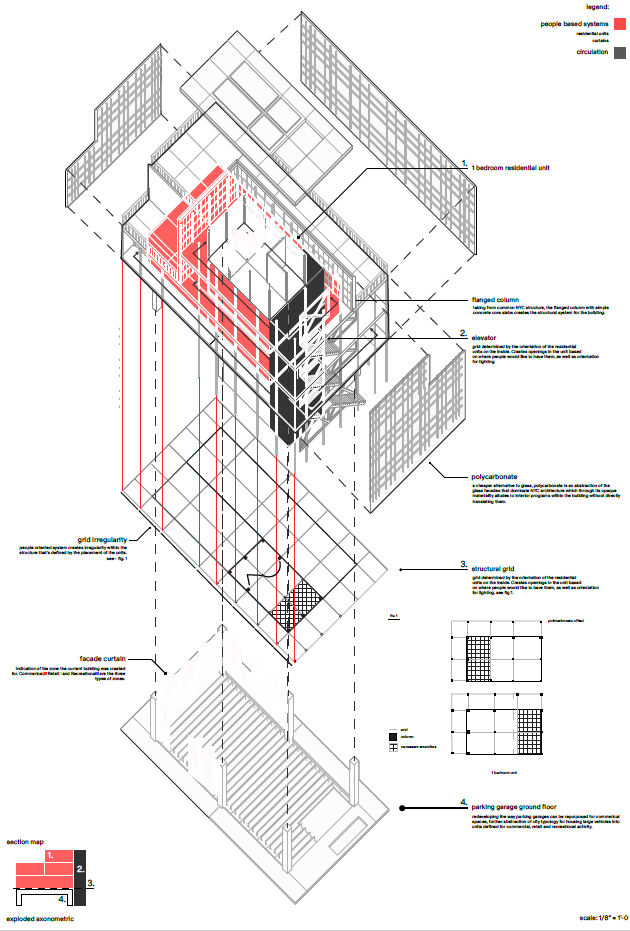 legend:
people based systems
residential units
curtains
circulation
1.
1 bedroom residential unit
flanged column
taking from common NYC structure, the flanged column with simple
concrete core slabs creates the structural system for the building.
2.
elevator
grid determined by the orientation of the residential
units on the inside. Creates openings in the unit based
on where people would like to have them, as well as orientation
for lighting.
polycarbonate
a cheaper alternative to glass, polycarbonate is an abstraction of the
glass facades that dominate NYC architecture which through its opaque
materiality alludes to interior programs within the building without directly
translating them.
grid irregularity
people oriented system creates irregularity within the
structure that's defined by the placement of the units.
see - fig. 1
3.
structural grid
grid determined by the orientation of the residential
units on the inside. Creates openings in the unit based
on where people would like to have them, as well as orientation
for lighting. see fig 1.
fig 1
polycarbonate offset
facade curtain
Indication of the zone the current building was created
for. Commercial, Retail and Recreational are the three
types of zones.
grid
column
necessary amenities
1 bedroom unit
4.
parking garage ground floor
redeveloping the way parking garages can be repurposed for commerical
spaces, further abstraction of city typology for housing large vehicles into
units defined for commercial, retail and recreational activity.
section map
1.
2.
3.
4.
exploded axonometric
scale: 1/8" = 1'-0